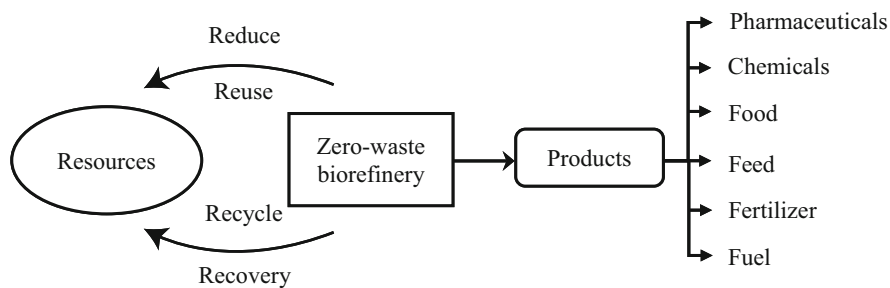 Reduce
Reuse
Resources
Zero-waste
biorefinery
Recycle
Recovery
Products
Pharmaceuticals
Chemicals
Food
Feed
Fertilizer
Fuel